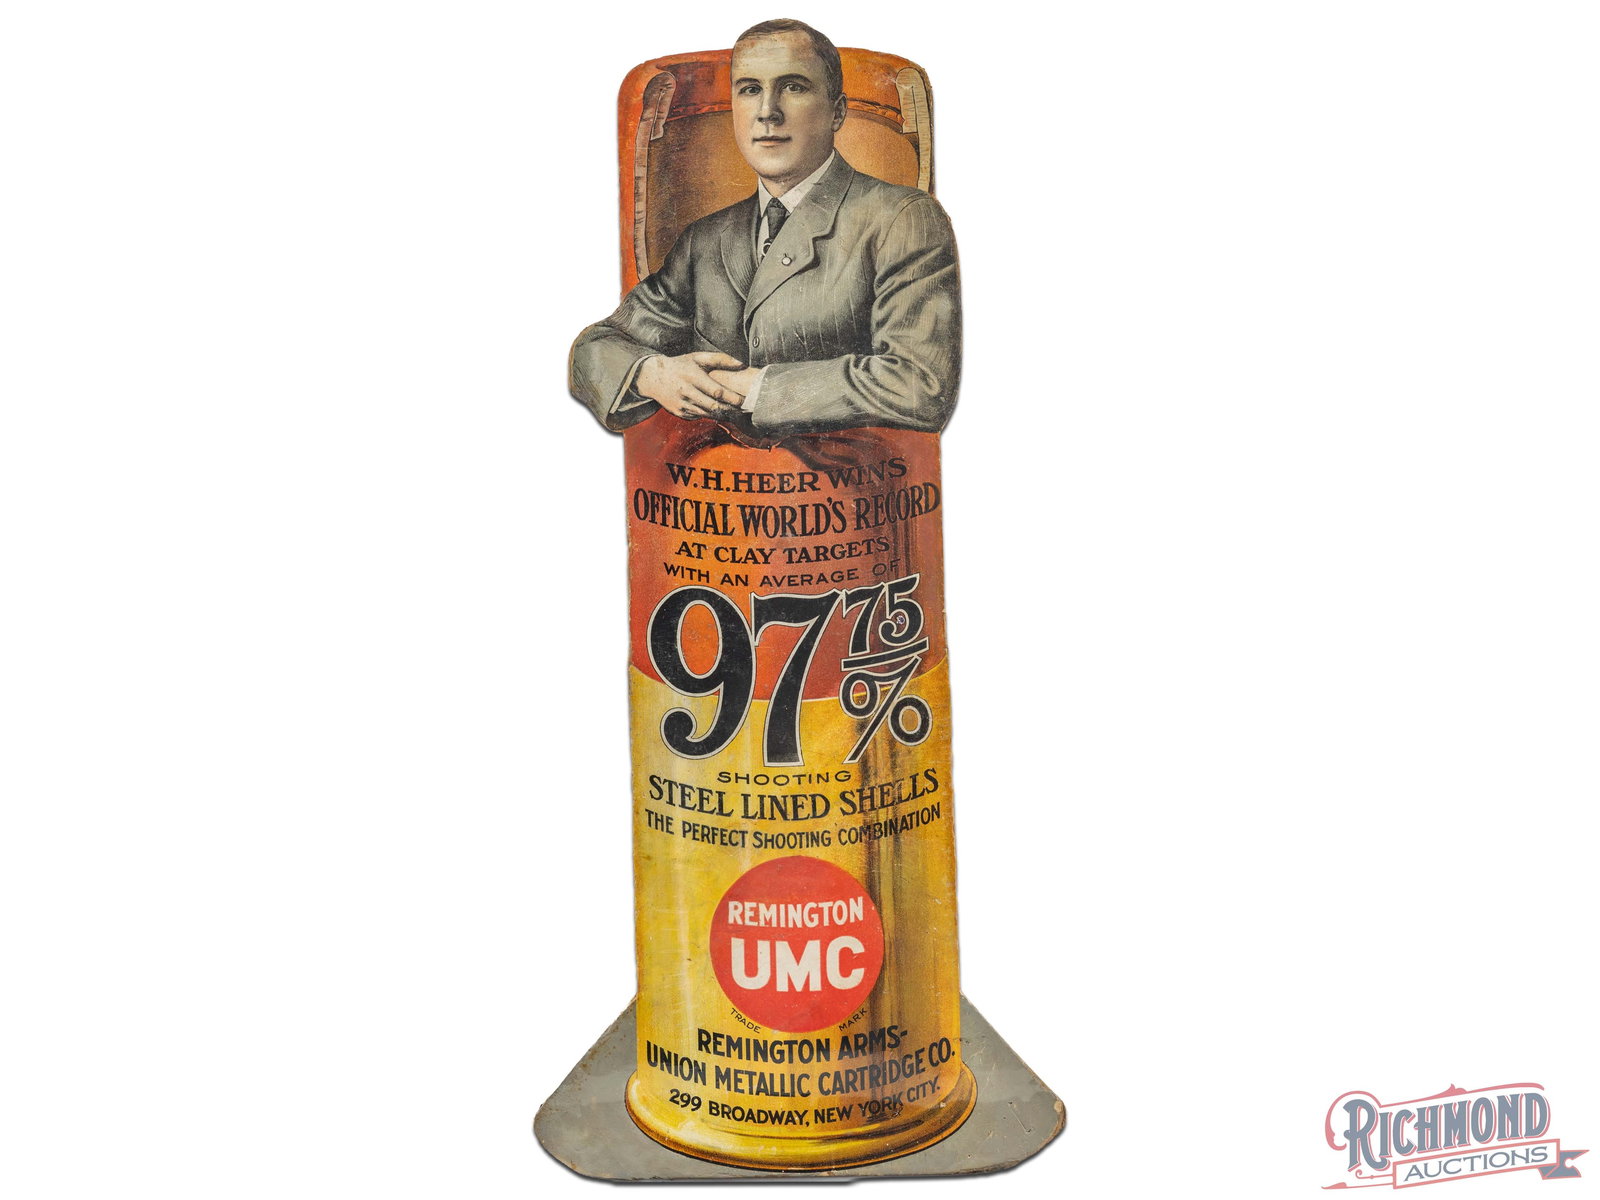 W.H.HEER WINS
OFFICIAL WORLD'S RECORD
AT CLAY TARGETS
WITH AN AVERAGE OF
97 75/%
SHOOTING
STEEL LINED SHELLS
THE PERFECT SHOOTING COMBINATION
REMINGTON
UMC
TRADE MARK
REMINGTON ARMS-
UNION METALLIC CARTRIDGE CO.
299 BROADWAY, NEW YORK CITY.
RICHMOND
AUCTIONS